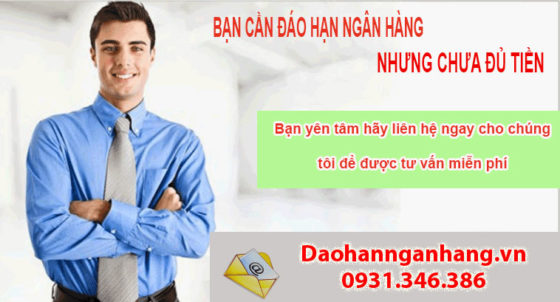 BẠN CẦN ĐÁO HẠN NGÂN HÀNG
NHƯNG CHƯA ĐỦ TIỀN
Bạn yên tâm hãy liên hệ ngay cho chúng
tôi để được tư vấn miễn phí
@
Daohannganhang.vn
0931.346.386